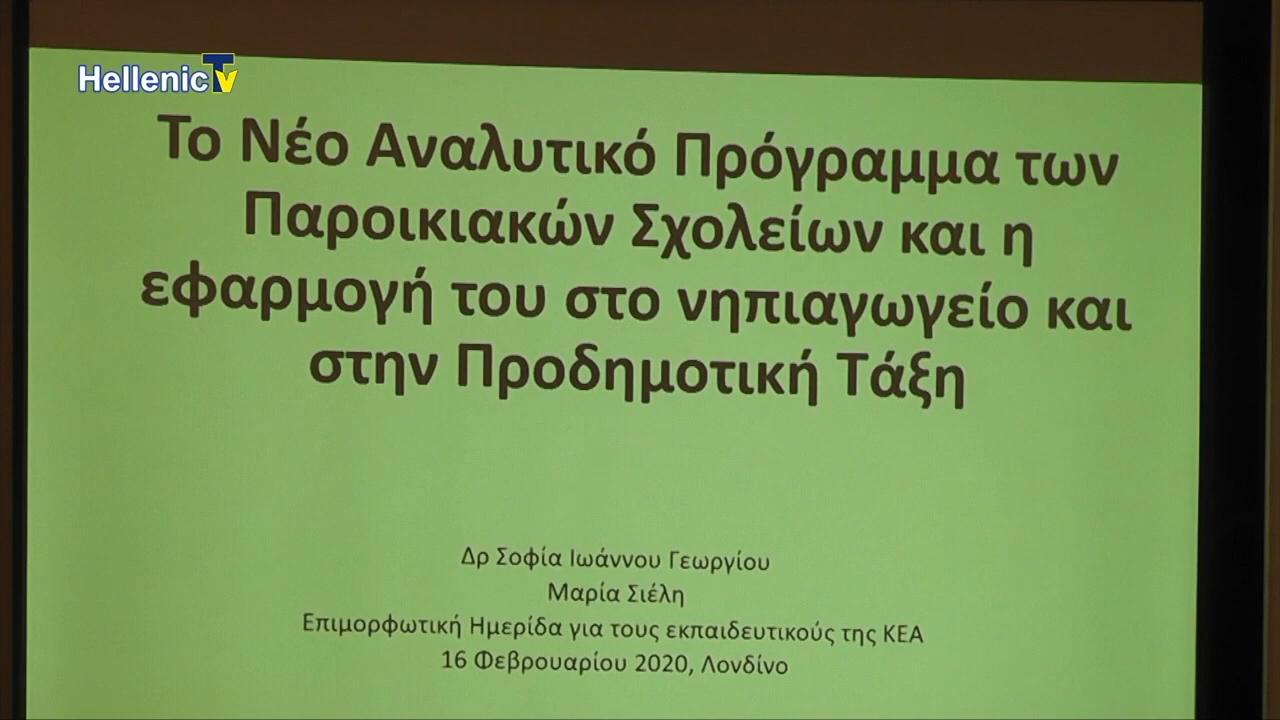 HellenicTv
Το Νέο Αναλυτικό Πρόγραμμα των
Παροικιακών Σχολείων και η
εφαρμογή του στο νηπιαγωγείο και
στην Προδημοτική Τάξη
Δρ Σοφία Ιωάννου Γεωργίου
Μαρία Σιέλη
Επιμορφωτική Ημερίδα για τους εκπαιδευτικούς της ΚΕΑ
16 Φεβρουαρίου 2020, Λονδίνο